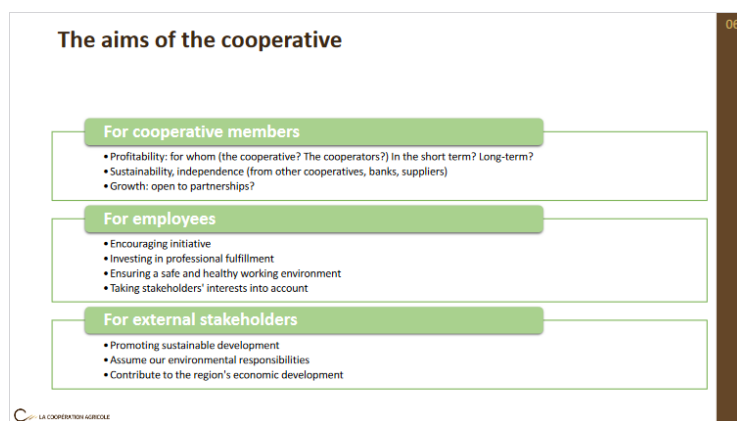 06
The aims of the cooperative
For cooperative members
• Profitability: for whom (the cooperative? The cooperators?) In the short term? Long-term?
• Sustainability, independence (from other cooperatives, banks, suppliers)
• Growth: open to partnerships?
For employees
• Encouraging initiative
• Investing in professional fulfillment
• Ensuring a safe and healthy working environment
• Taking stakeholders' interests into account
For external stakeholders
• Promoting sustainable development
• Assume our environmental responsibilities
• Contribute to the region's economic development
LA COOPÉRATION AGRICOLE